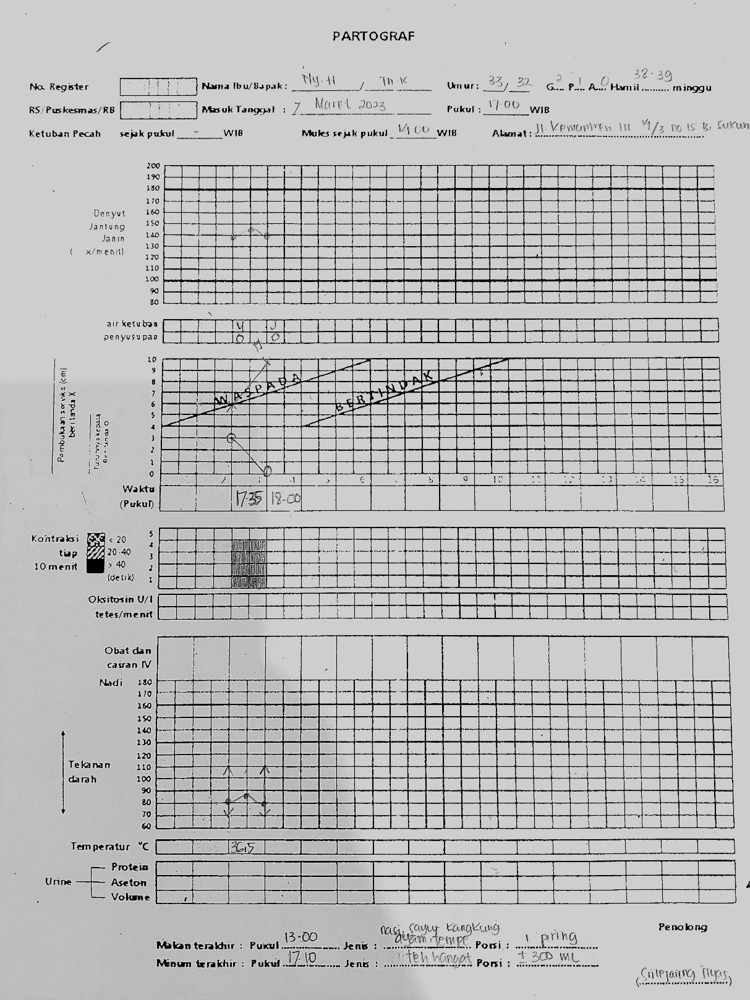 PARTOGRAF
No. Register Nama Ibu/Bapak : Ny. H / Tn. K Umur : 33 / 32 G 2 P 1 A 0 Hamil 38-39 minggu
RS/Puskesmas/RB Masuk Tanggal : 7 Maret 2023 Pukul : 17.00 WIB
Ketuban Pecah sejak pukul - WIB Mules sejak pukul 14.00 WIB Alamat : Jl. Kemantren III 14/3 no 15 B. Sukun
200
190
180
170
Denyut 160
Jantung 150
Janin 140
( x/menit) 130
120
110
100
90
80
air ketuban U J
penyusupan 0 0
Pembukaan serviks (cm) beri tanda X
10
9
8
7
6
5
4
3
2
1
0
WASPADA
BERTINDAK
1 2 3 4 5 6 8 9 10 11 12 13 14 15 16
Waktu
(Pukul) 17.35 18.00
Kontraksi < 20 5
tiap 20-40 4
10 menit > 40 3
(detik) 2
1
Oksitosin U/I
tetes/menit
Obat dan
cairan IV
Nadi 180
170
160
150
140
130
120
Tekanan 110
darah 100
90
80
70
60
Temperatur °C 36,5
Urine Protein
Aseton
Volume
Penolong
nasi, sayur kangkung
Makan terakhir : Pukul 13.00 Jenis : ayam, tempe Porsi : 1 piring
Minum terakhir : Pukul 17.10 Jenis : teh hangat Porsi : ± 300 ml